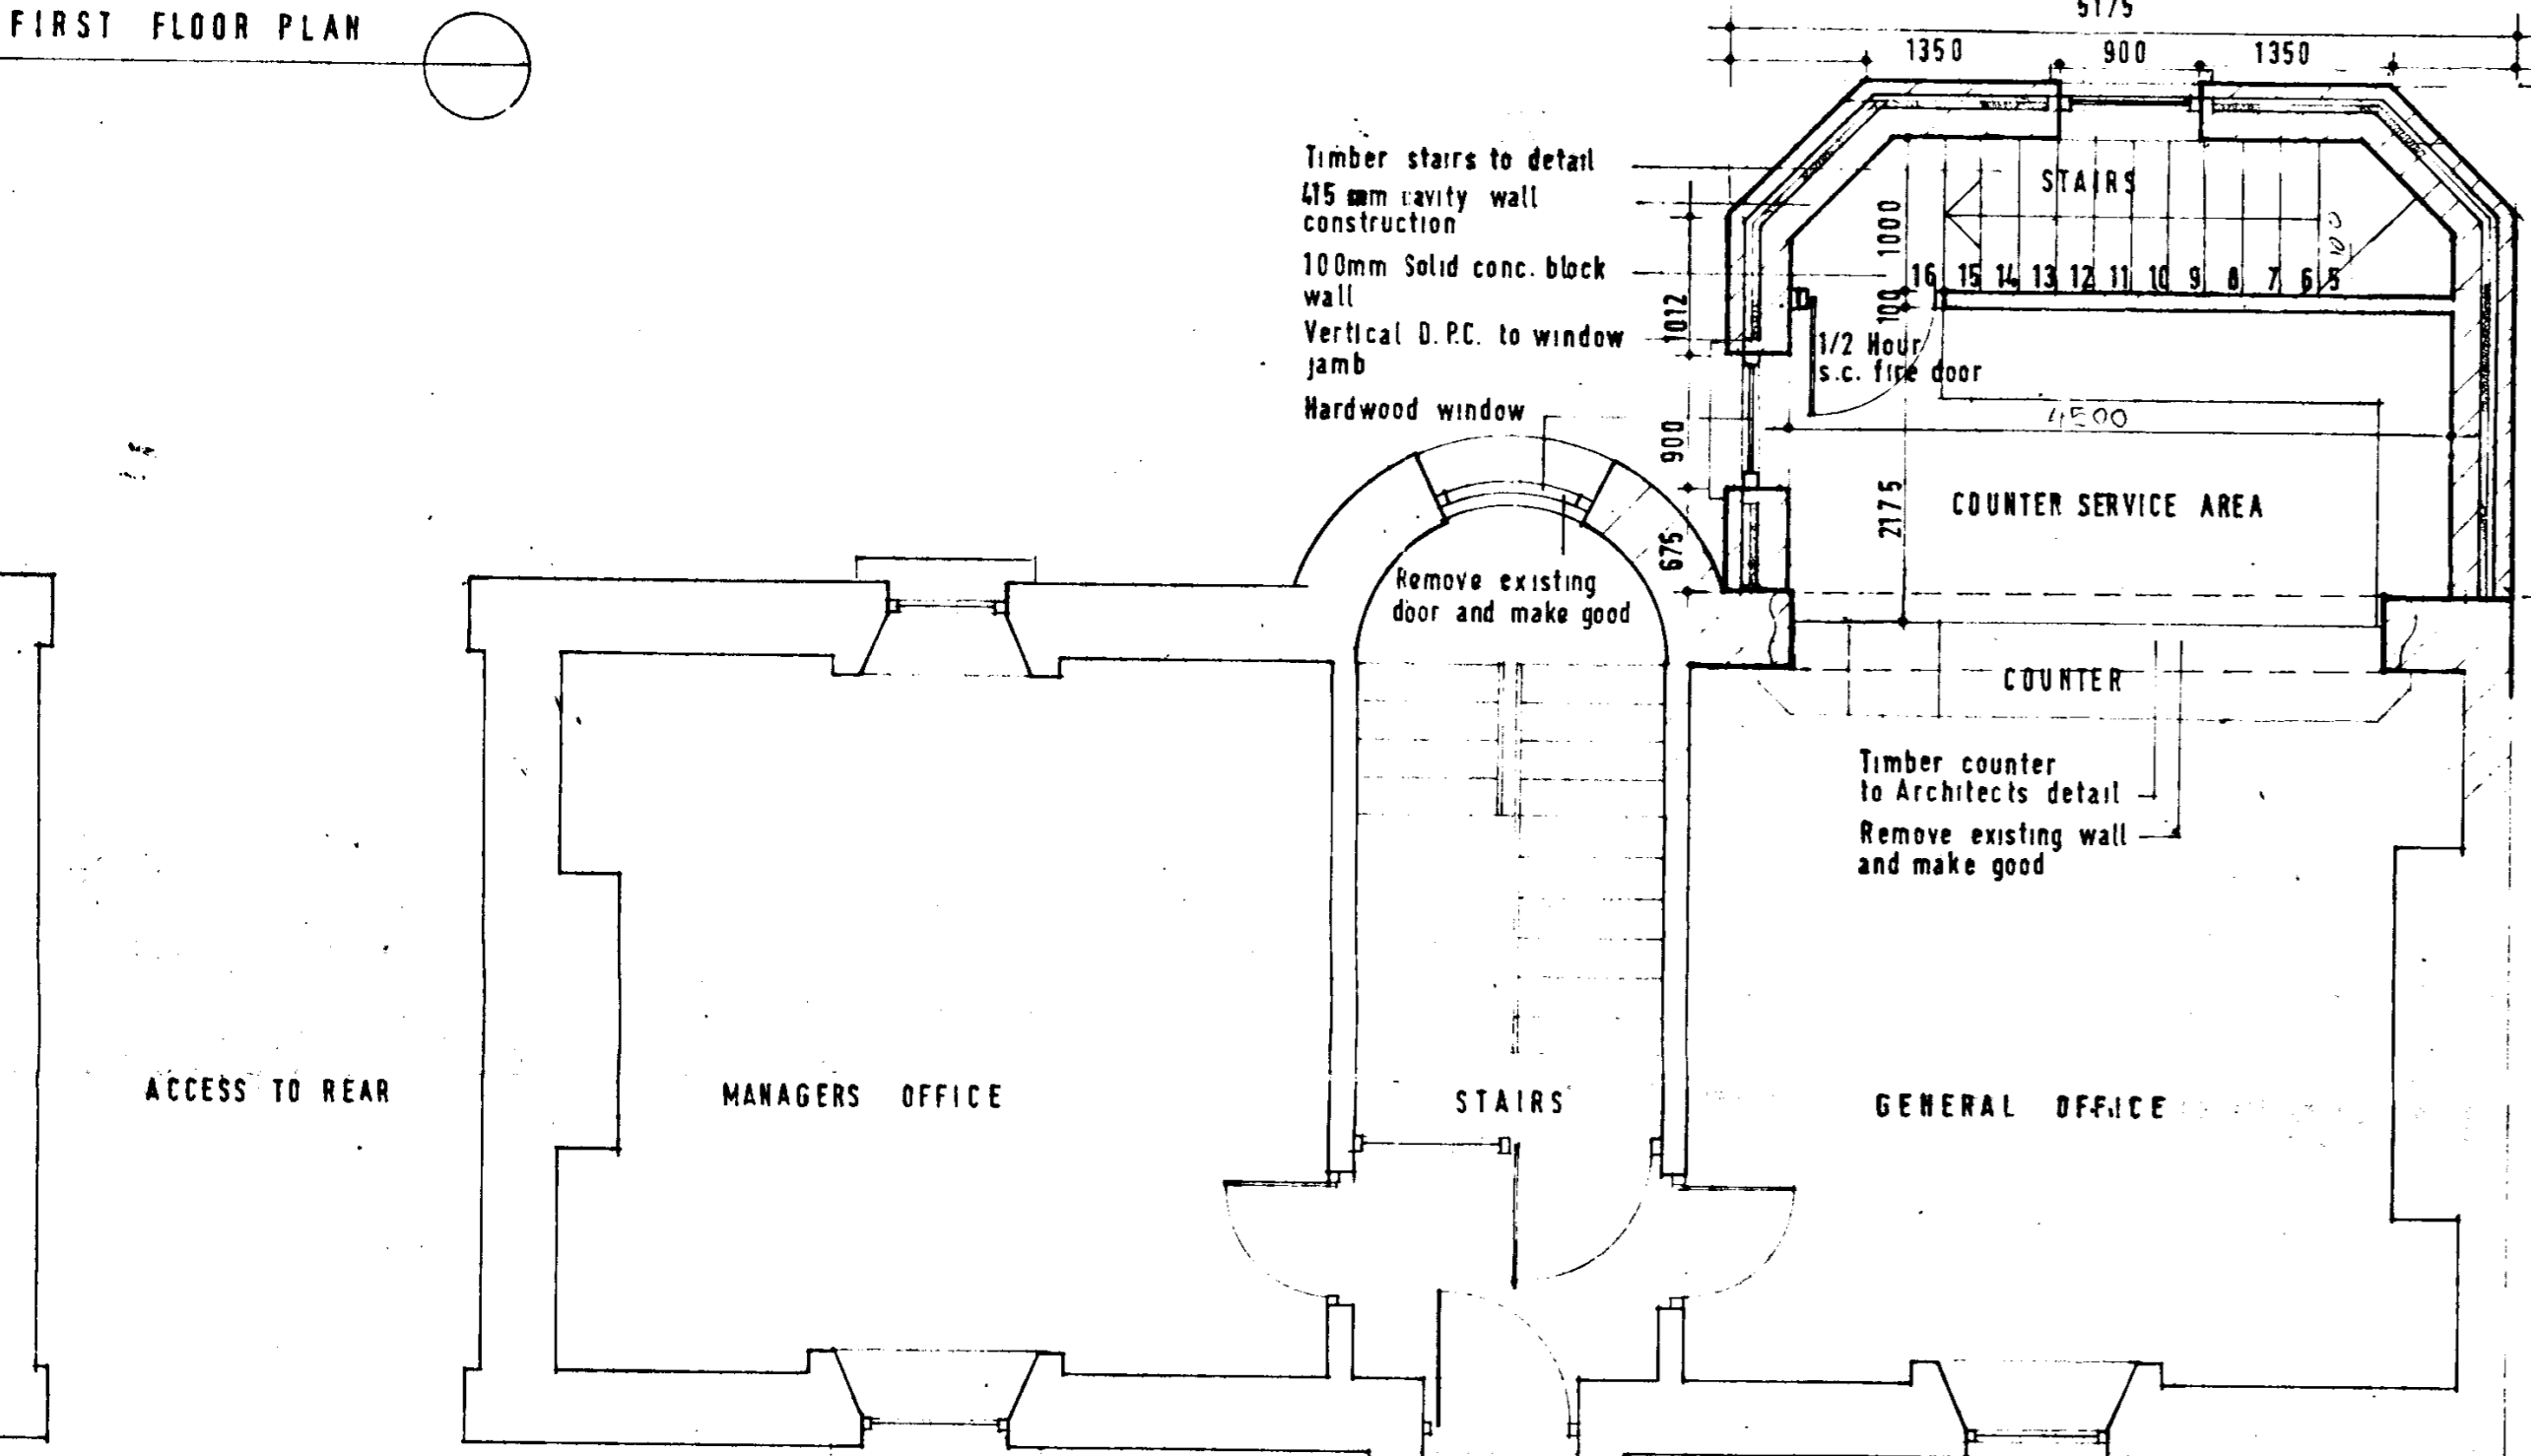 FIRST FLOOR PLAN
5175
1350 900 1350
Timber stairs to detail
415 mm cavity wall
construction
100mm Solid conc. block
wall
Vertical D.P.C. to window
jamb
Hardwood window
STAIRS
1000
100
16 15 14 13 12 11 10 9 8 7 6 5
100
1012
1/2 Hour
s.c. fire door
4500
900
2175
COUNTER SERVICE AREA
675
Remove existing
door and make good
COUNTER
Timber counter
to Architects detail
Remove existing wall
and make good
ACCESS TO REAR
MANAGERS OFFICE
STAIRS
GENERAL OFFICE